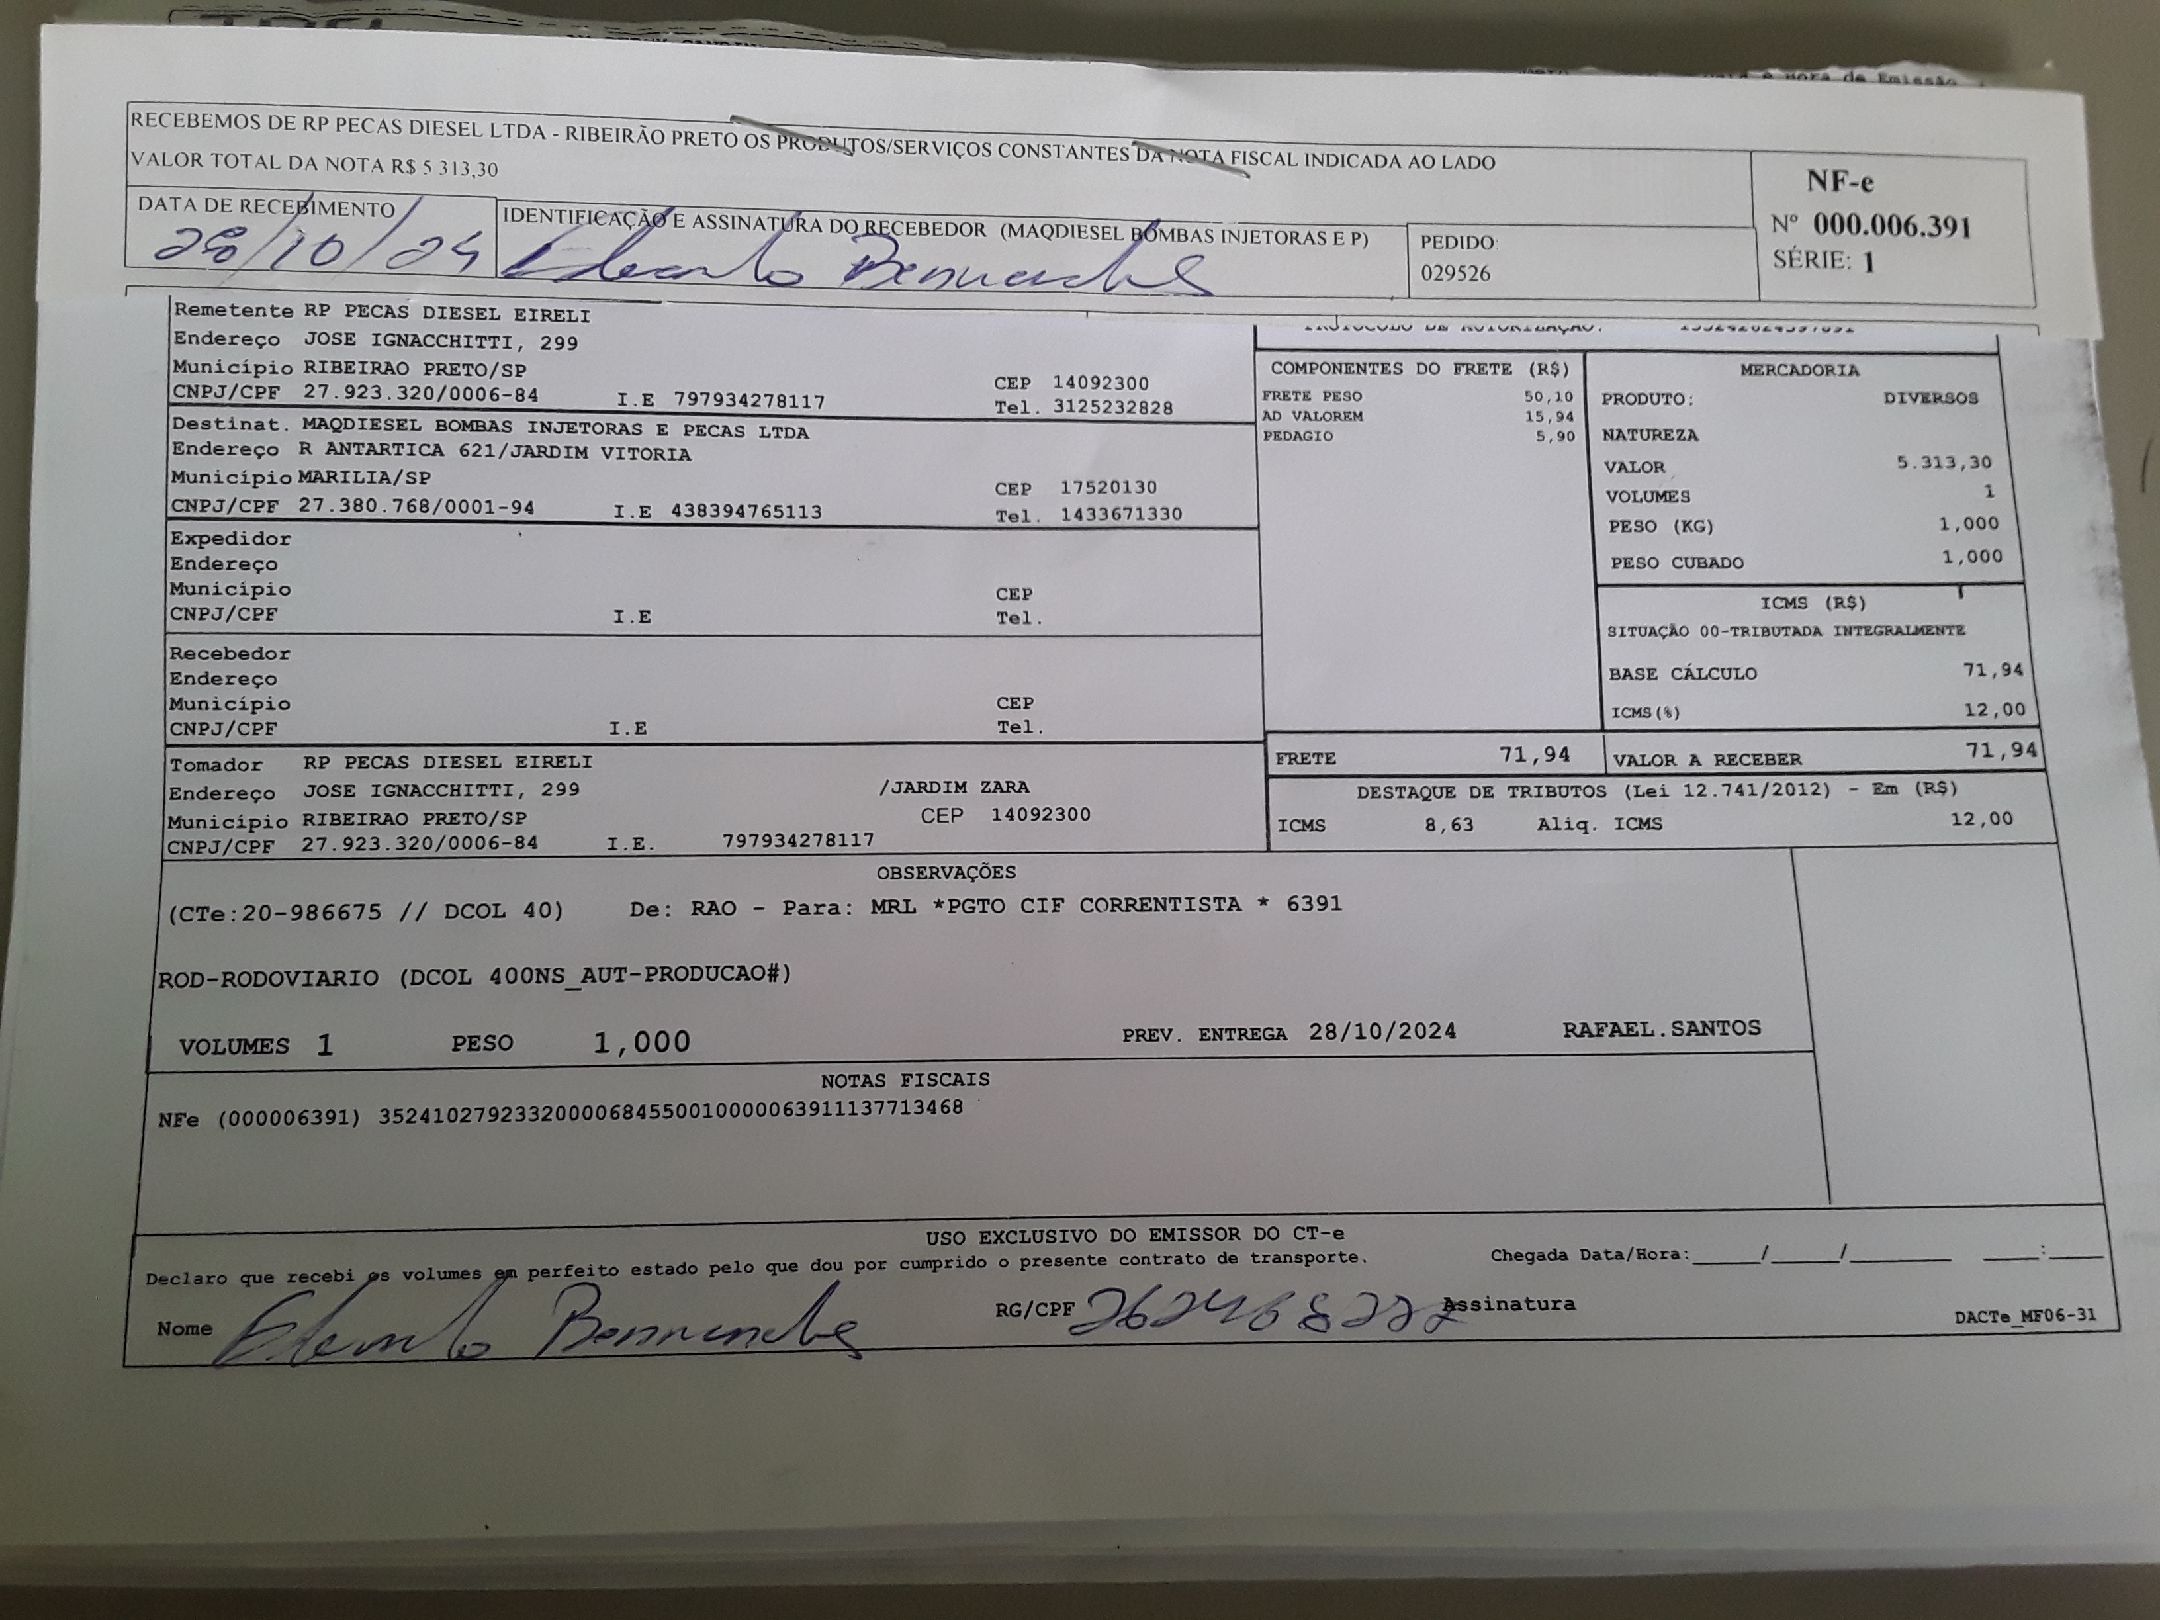 e Hora de Emissão
RECEBEMOS DE RP PECAS DIESEL LTDA - RIBEIRÃO PRETO OS PRODUTOS/SERVIÇOS CONSTANTES DA NOTA FISCAL INDICADA AO LADO
VALOR TOTAL DA NOTA R$ 5 313,30
NF-e
Nº 000.006.391
SÉRIE: 1
DATA DE RECEBIMENTO
28/10/24
IDENTIFICAÇÃO E ASSINATURA DO RECEBEDOR (MAQDIESEL BOMBAS INJETORAS E P)
PEDIDO:
029526
Remetente RP PECAS DIESEL EIRELI
Endereço JOSE IGNACCHITTI, 299
Município RIBEIRAO PRETO/SP
CEP 14092300
CNPJ/CPF 27.923.320/0006-84 I.E 797934278117 Tel. 3125232828
Destinat. MAQDIESEL BOMBAS INJETORAS E PECAS LTDA
Endereço R ANTARTICA 621/JARDIM VITORIA
Município MARILIA/SP CEP 17520130
CNPJ/CPF 27.380.768/0001-94 I.E 438394765113 Tel. 1433671330
Expedidor
Endereço
Município CEP
CNPJ/CPF I.E Tel.
Recebedor
Endereço
Município CEP
CNPJ/CPF I.E Tel.
Tomador RP PECAS DIESEL EIRELI
Endereço JOSE IGNACCHITTI, 299 /JARDIM ZARA
Município RIBEIRAO PRETO/SP CEP 14092300
CNPJ/CPF 27.923.320/0006-84 I.E. 797934278117
PROTOCOLO DE AUTORIZAÇÃO:
COMPONENTES DO FRETE (R$)
FRETE PESO 50,10
AD VALOREM 15,94
PEDAGIO 5,90
MERCADORIA
PRODUTO: DIVERSOS
NATUREZA
VALOR 5.313,30
VOLUMES 1
PESO (KG) 1,000
PESO CUBADO 1,000
ICMS (R$)
SITUAÇÃO 00-TRIBUTADA INTEGRALMENTE
BASE CÁLCULO 71,94
ICMS(%) 12,00
FRETE 71,94 VALOR A RECEBER 71,94
DESTAQUE DE TRIBUTOS (Lei 12.741/2012) - Em (R$)
ICMS 8,63 Aliq. ICMS 12,00
OBSERVAÇÕES
(CTe:20-986675 // DCOL 40) De: RAO - Para: MRL *PGTO CIF CORRENTISTA * 6391
ROD-RODOVIARIO (DCOL 400NS_AUT-PRODUCAO#)
VOLUMES 1 PESO 1,000 PREV. ENTREGA 28/10/2024 RAFAEL.SANTOS
NOTAS FISCAIS
NFe (000006391) 35241027923320000684550010000063911137713468
USO EXCLUSIVO DO EMISSOR DO CT-e
Declaro que recebi os volumes em perfeito estado pelo que dou por cumprido o presente contrato de transporte. Chegada Data/Hora:____/____/______ ___:____
Nome RG/CPF Assinatura
DACTe_MF06-31